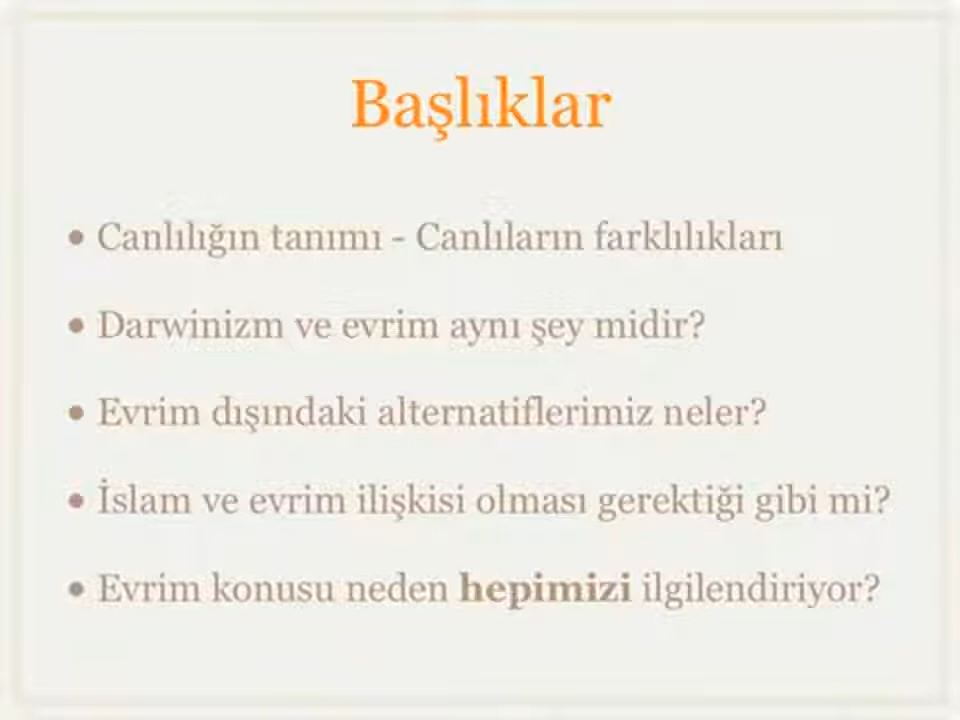 Başlıklar
• Canlılığın tanımı - Canlıların farklılıkları
• Darwinizm ve evrim aynı şey midir?
• Evrim dışındaki alternatiflerimiz neler?
• İslam ve evrim ilişkisi olması gerektiği gibi mi?
• Evrim konusu neden hepimizi ilgilendiriyor?